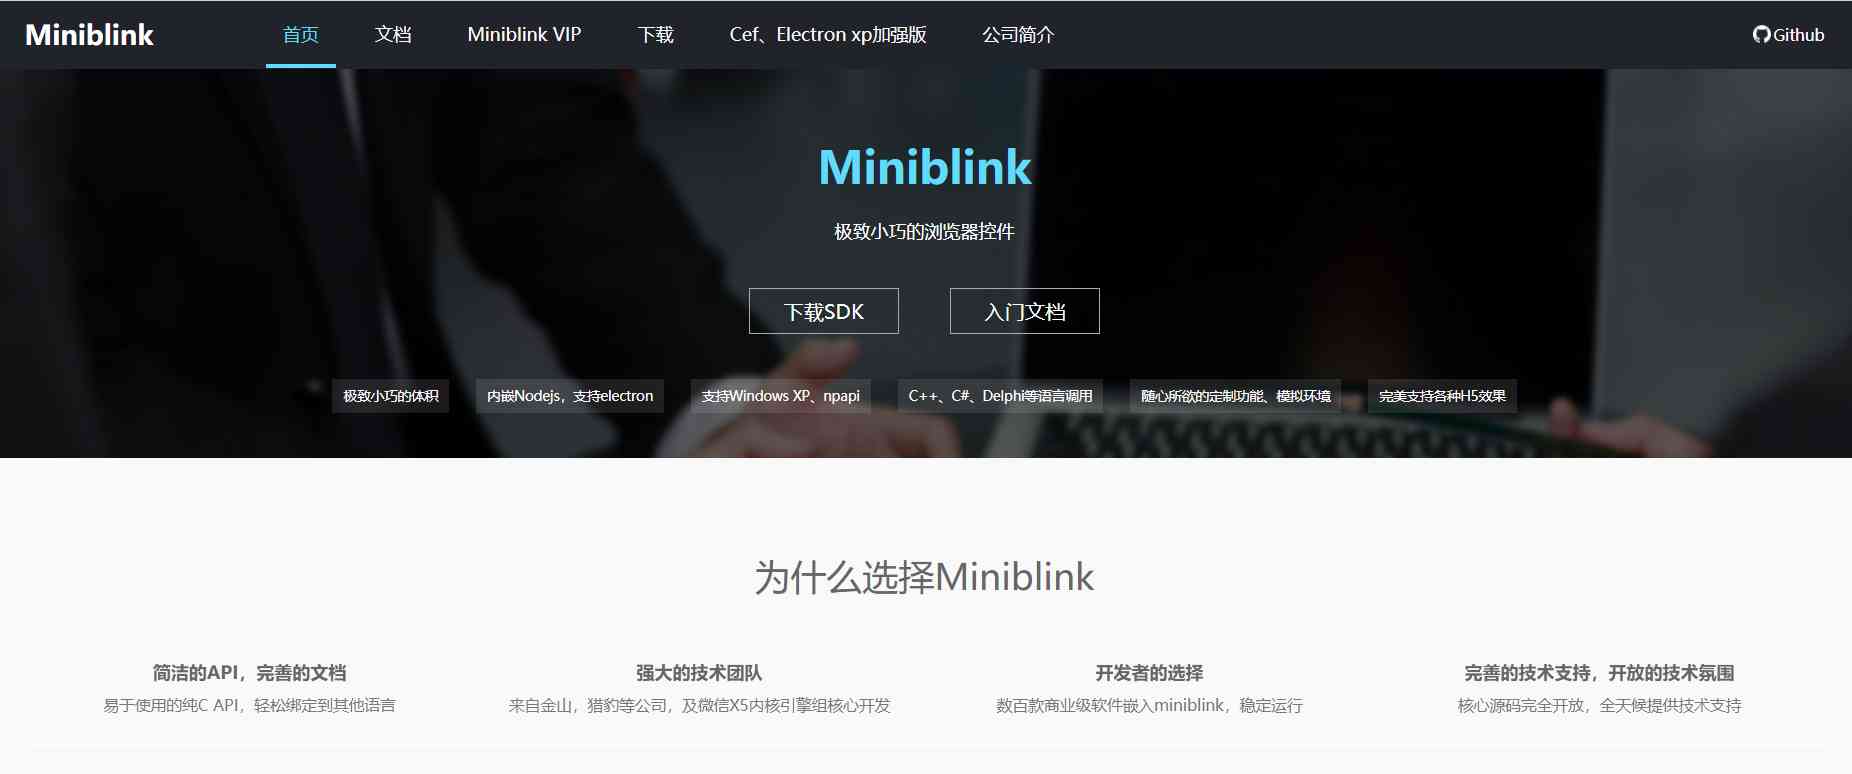 Miniblink 首页 文档 Miniblink VIP 下载 Cef、Electron xp加强版 公司简介 Github
Miniblink
极致小巧的浏览器控件
下载SDK 入门文档
极致小巧的体积 内嵌Nodejs，支持electron 支持Windows XP、npapi C++、C#、Delphi等语言调用 随心所欲的定制功能、模拟环境 完美支持各种H5效果
为什么选择Miniblink
简洁的API，完善的文档 强大的技术团队 开发者的选择 完善的技术支持，开放的技术氛围
易于使用的纯C API，轻松绑定到其他语言 来自金山，猎豹等公司，及微信X5内核引擎组核心开发 数百款商业级软件嵌入miniblink，稳定运行 核心源码完全开放，全天候提供技术支持